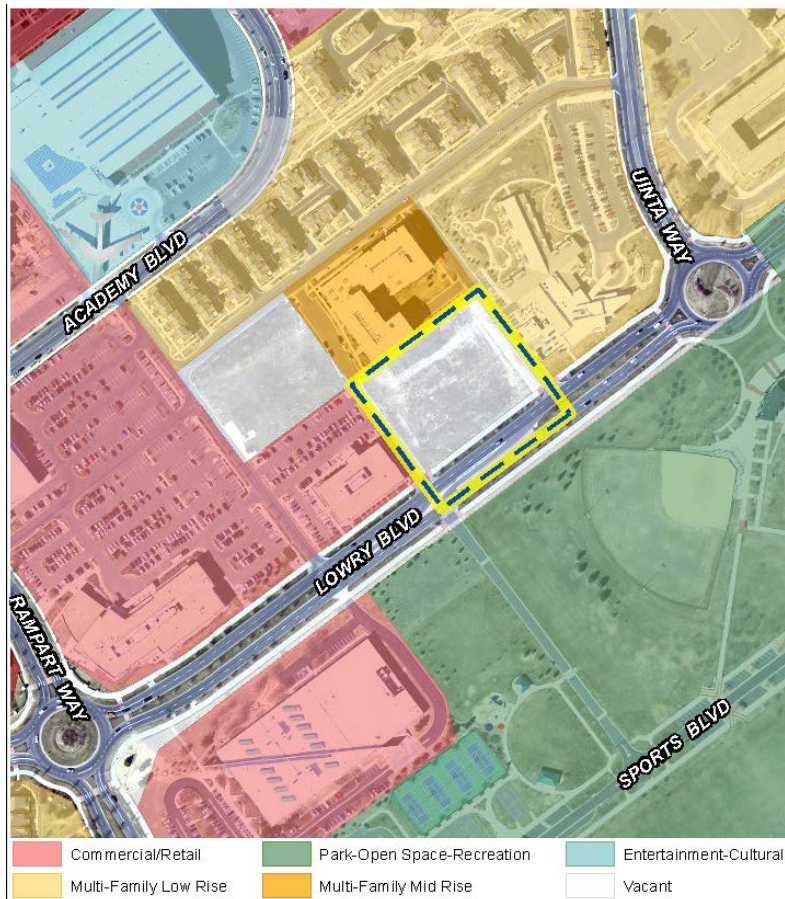 UINTA WAY
ACADEMY BLVD
LOWRY BLVD
RAMPART WAY
SPORTS BLVD
Commercial/Retail
Park-Open Space-Recreation
Entertainment-Cultural
Multi-Family Low Rise
Multi-Family Mid Rise
Vacant